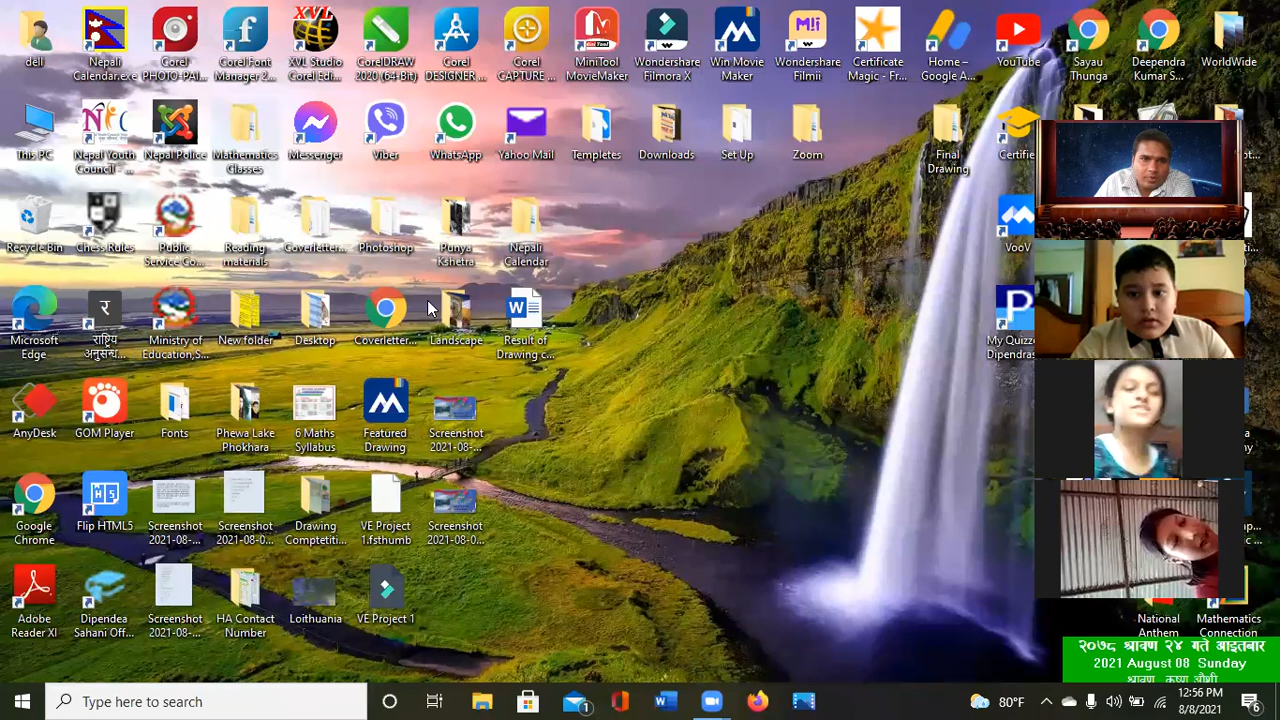 dell
Nepali Calendar.exe
Corel PHOTO-PAI...
Corel Font Manager 2...
XVL Studio Corel Edi...
CorelDRAW 2020 (64-Bit)
Corel DESIGNER ...
Corel CAPTURE ...
MiniTool MovieMaker
Wondershare Filmora X
Win Movie Maker
Wondershare Filmii
Certificate Magic - Fr...
Home – Google A...
YouTube
Sayau Thunga
Deependra Kumar S...
WorldWide
This PC
Nepal Youth Council - ...
Nepal Police
Mathematics Classes
Messenger
Viber
WhatsApp
Yahoo Mail
Templetes
Downloads
Set Up
Zoom
Final Drawing
Certifie
Recycle Bin
Chess Rules
Public Service Co...
Reading materials
Coverletter...
Photoshop
Punya Kshetra
Nepali Calendar
VooV
Microsoft Edge
राष्ट्रिय अनुसन्ध...
Ministry of Education,S...
New folder
Desktop
Coverletter...
Landscape
Result of Drawing c...
My Quizze
Dipendras
AnyDesk
GOM Player
Fonts
Phewa Lake Phokhara
6 Maths Syllabus
Featured Drawing
Screenshot 2021-08-...
Google Chrome
Flip HTML5
Screenshot 2021-08-...
Screenshot 2021-08-0...
Drawing Comptetiti...
VE Project 1.fsthumb
Screenshot 2021-08-0...
Adobe Reader XI
Dipendea Sahani Off...
Screenshot 2021-08-...
HA Contact Number
Loithuania
VE Project 1
National Anthem
Mathematics Connection
२०७८ श्रावण २४ गते आइतबार
2021 August 08 Sunday
श्रावण कृष्ण औंशी
Type here to search
80°F
12:56 PM
8/8/2021